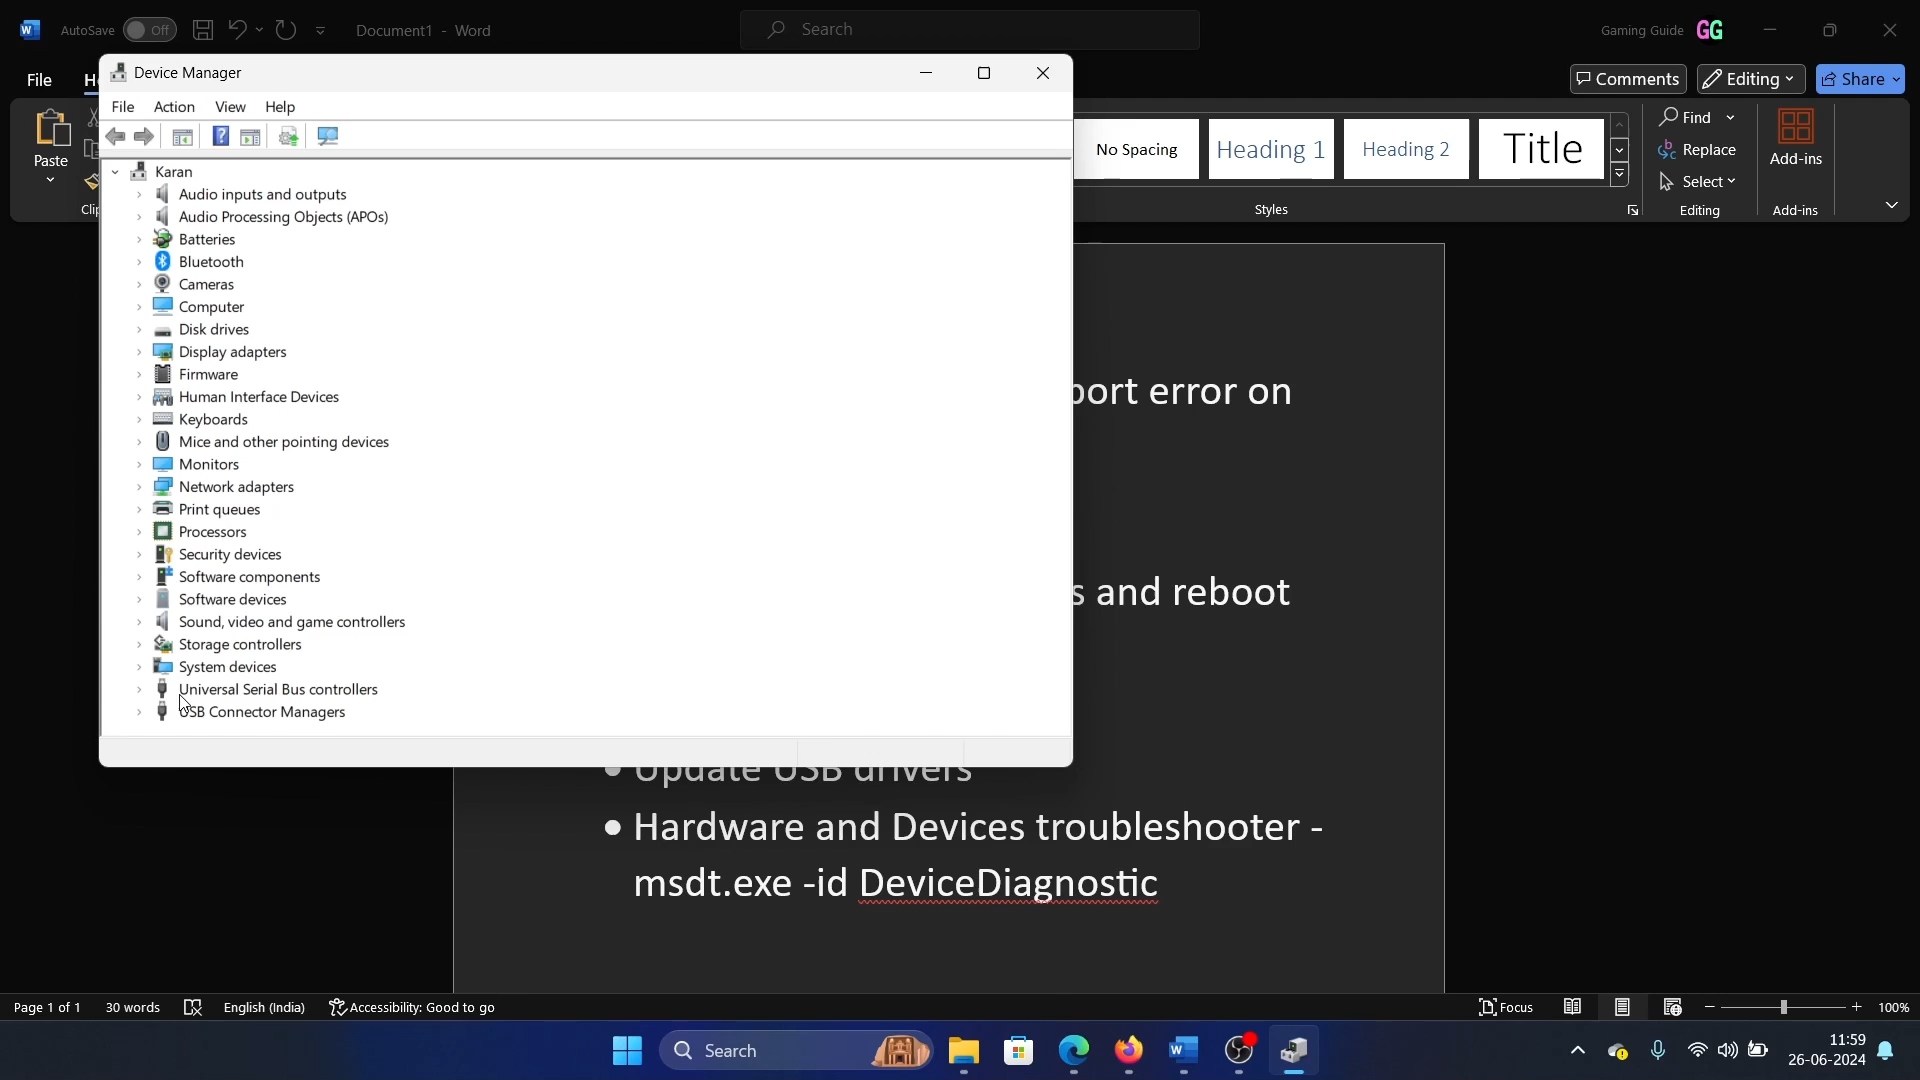 AutoSave Off Document1 - Word Search Gaming Guide GG
File
Comments Editing Share
Device Manager
File Action View Help
Paste
No Spacing Heading 1 Heading 2 Title
Find
Replace
Select
Add-ins
Styles Editing Add-ins
Karan
Audio inputs and outputs
Audio Processing Objects (APOs)
Batteries
Bluetooth
Cameras
Computer
Disk drives
Display adapters
Firmware
Human Interface Devices
Keyboards
Mice and other pointing devices
Monitors
Network adapters
Print queues
Processors
Security devices
Software components
Software devices
Sound, video and game controllers
Storage controllers
System devices
Universal Serial Bus controllers
USB Connector Managers
port error on
s and reboot
• Update USB drivers
• Hardware and Devices troubleshooter -
msdt.exe -id DeviceDiagnostic
Page 1 of 1 30 words English (India) Accessibility: Good to go Focus 100%
Search
11:59
26-06-2024